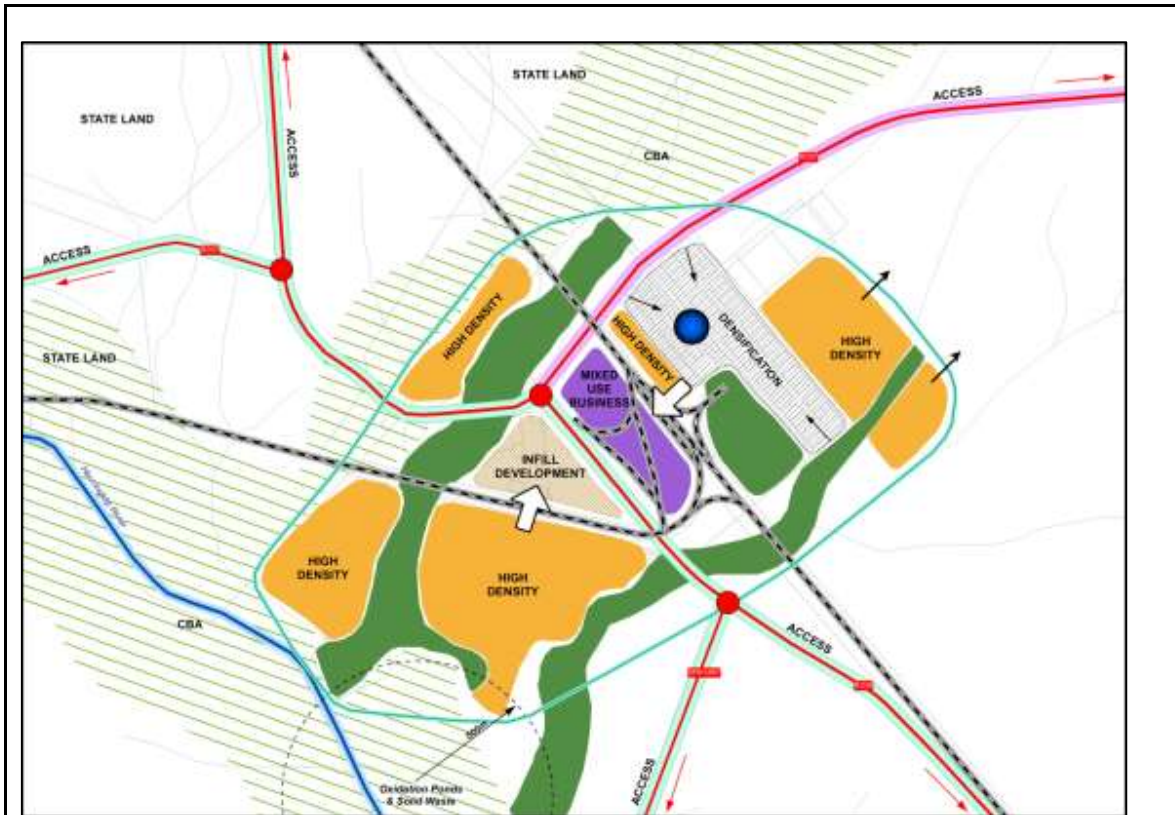 STATE LAND
STATE LAND
ACCESS
ACCESS
CBA
ACCESS
STATE LAND
HIGH DENSITY
HIGH DENSITY
DENSIFICATION
HIGH
DENSITY
MIXED
USE
BUSINESS
INFILL
DEVELOPMENT
HIGH
DENSITY
HIGH
DENSITY
CBA
ACCESS
ACCESS
500m
Oxidation Ponds
& Solid Waste